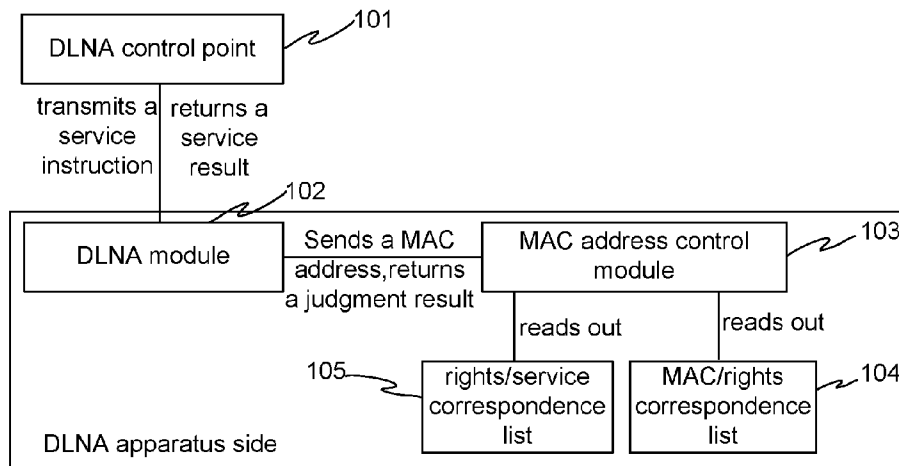 101
DLNA control point
transmits a
service
instruction
returns a
service
result
102
DLNA module
Sends a MAC
address,returns
a judgment result
MAC address control
module
103
reads out
reads out
105
rights/service
correspondence
list
MAC/rights
correspondence
list
104
DLNA apparatus side